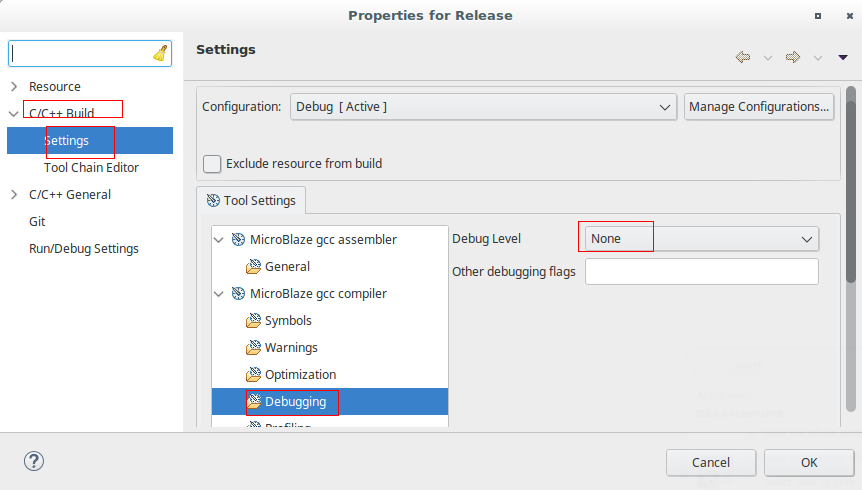 Properties for Release
Settings
Resource
C/C++ Build
Settings
Tool Chain Editor
C/C++ General
Git
Run/Debug Settings
Configuration: Debug [ Active ] Manage Configurations...
Exclude resource from build
Tool Settings
MicroBlaze gcc assembler
General
MicroBlaze gcc compiler
Symbols
Warnings
Optimization
Debugging
Profiling
Debug Level None
Other debugging flags
?
Cancel OK